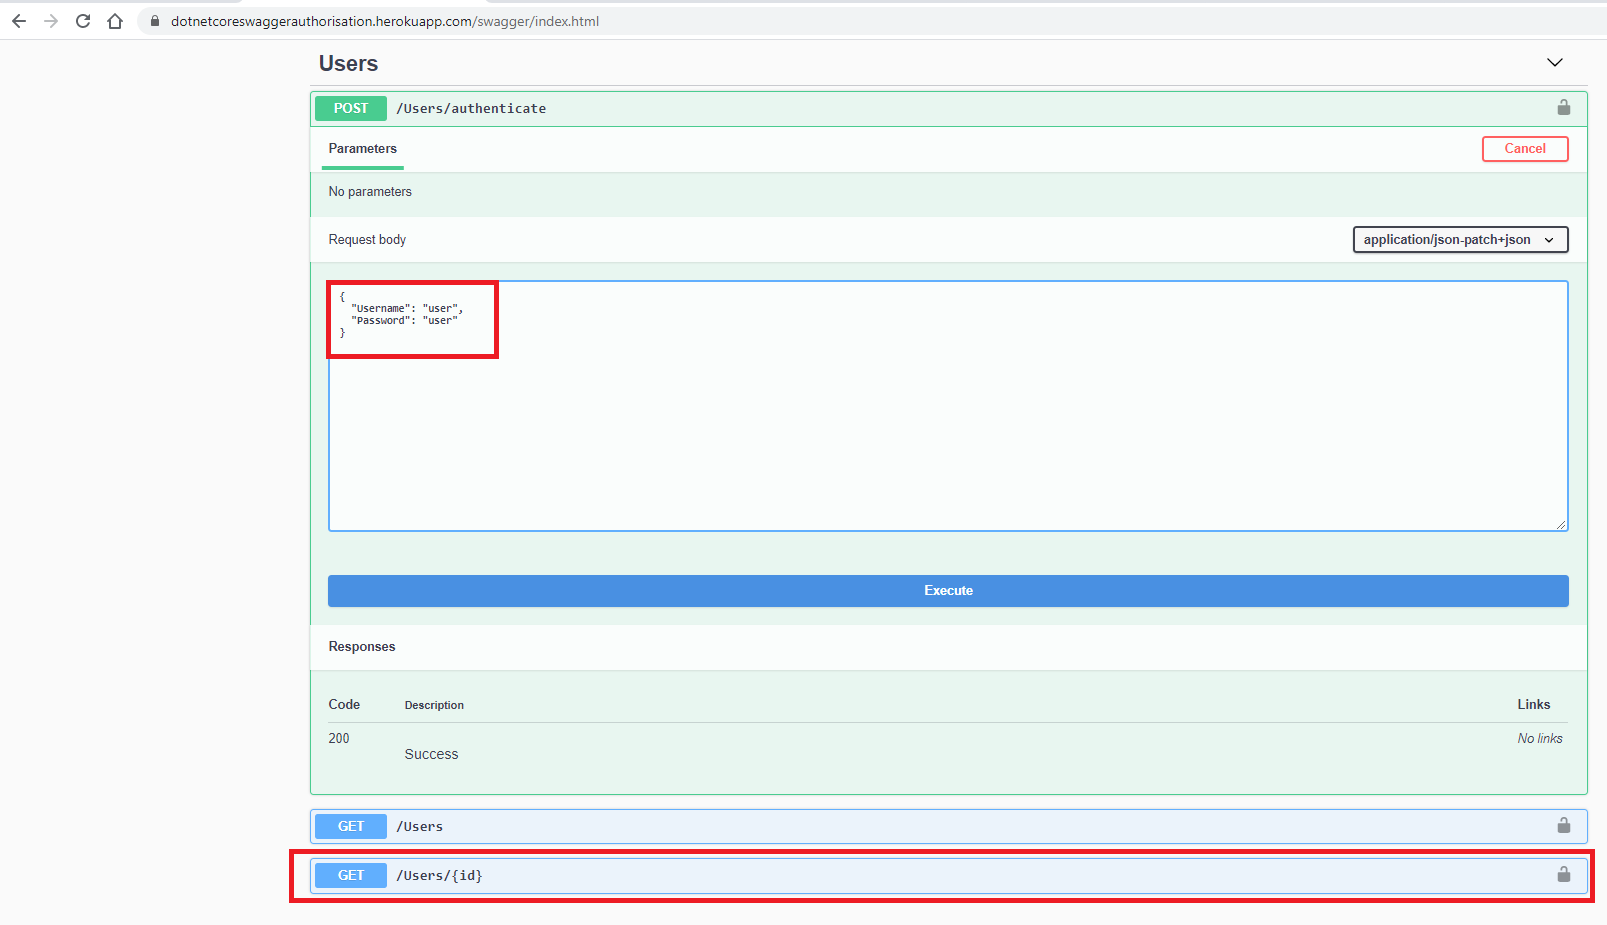 dotnetcoreswaggerauthorisation.herokuapp.com/swagger/index.html
Users
POST /Users/authenticate
Parameters Cancel
No parameters
Request body application/json-patch+json
{
"Username": "user",
"Password": "user"
}
Execute
Responses
Code Description Links
200 Success No links
GET /Users
GET /Users/{id}